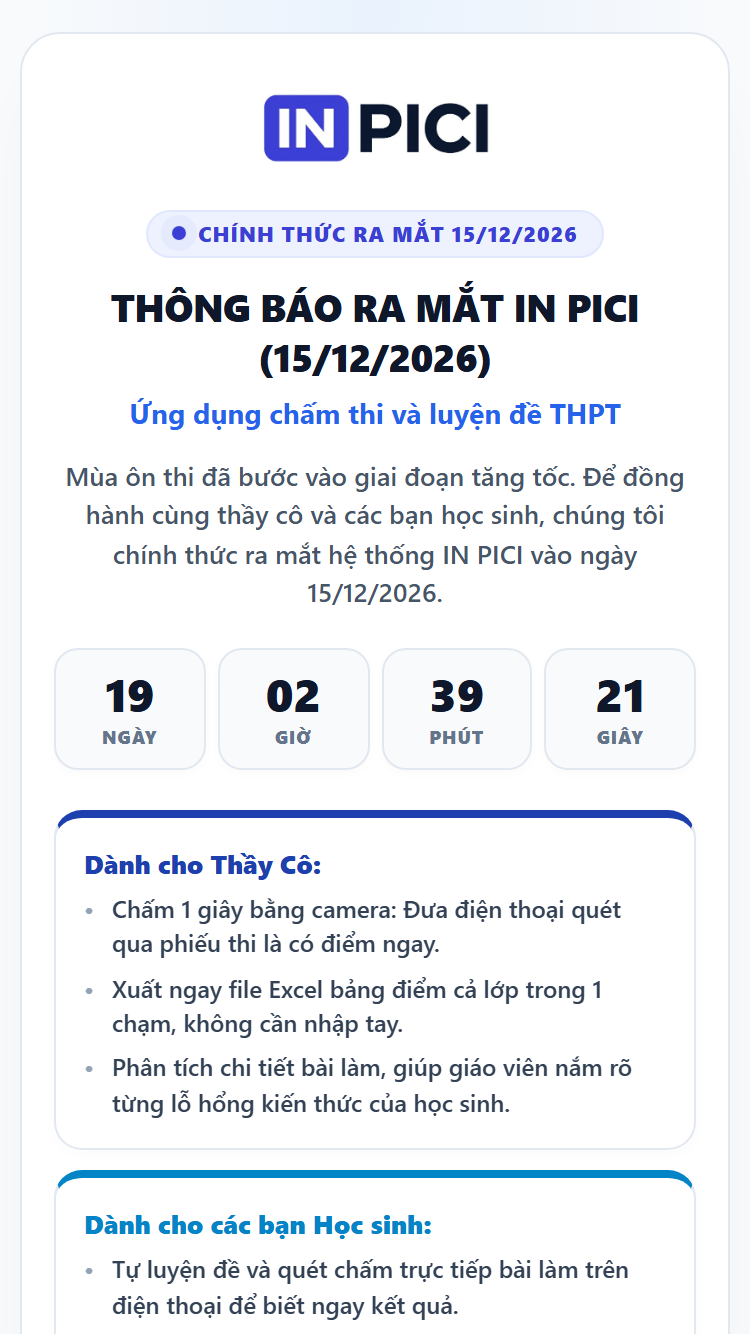 IN PICI
CHÍNH THỨC RA MẮT 15/12/2026
THÔNG BÁO RA MẮT IN PICI
(15/12/2026)
Ứng dụng chấm thi và luyện đề THPT
Mùa ôn thi đã bước vào giai đoạn tăng tốc. Để đồng
hành cùng thầy cô và các bạn học sinh, chúng tôi
chính thức ra mắt hệ thống IN PICI vào ngày
15/12/2026.
19 02 39 21
NGÀY GIỜ PHÚT GIÂY
Dành cho Thầy Cô:
• Chấm 1 giây bằng camera: Đưa điện thoại quét
qua phiếu thi là có điểm ngay.
• Xuất ngay file Excel bảng điểm cả lớp trong 1
chạm, không cần nhập tay.
• Phân tích chi tiết bài làm, giúp giáo viên nắm rõ
từng lỗ hổng kiến thức của học sinh.
Dành cho các bạn Học sinh:
• Tự luyện đề và quét chấm trực tiếp bài làm trên
điện thoại để biết ngay kết quả.